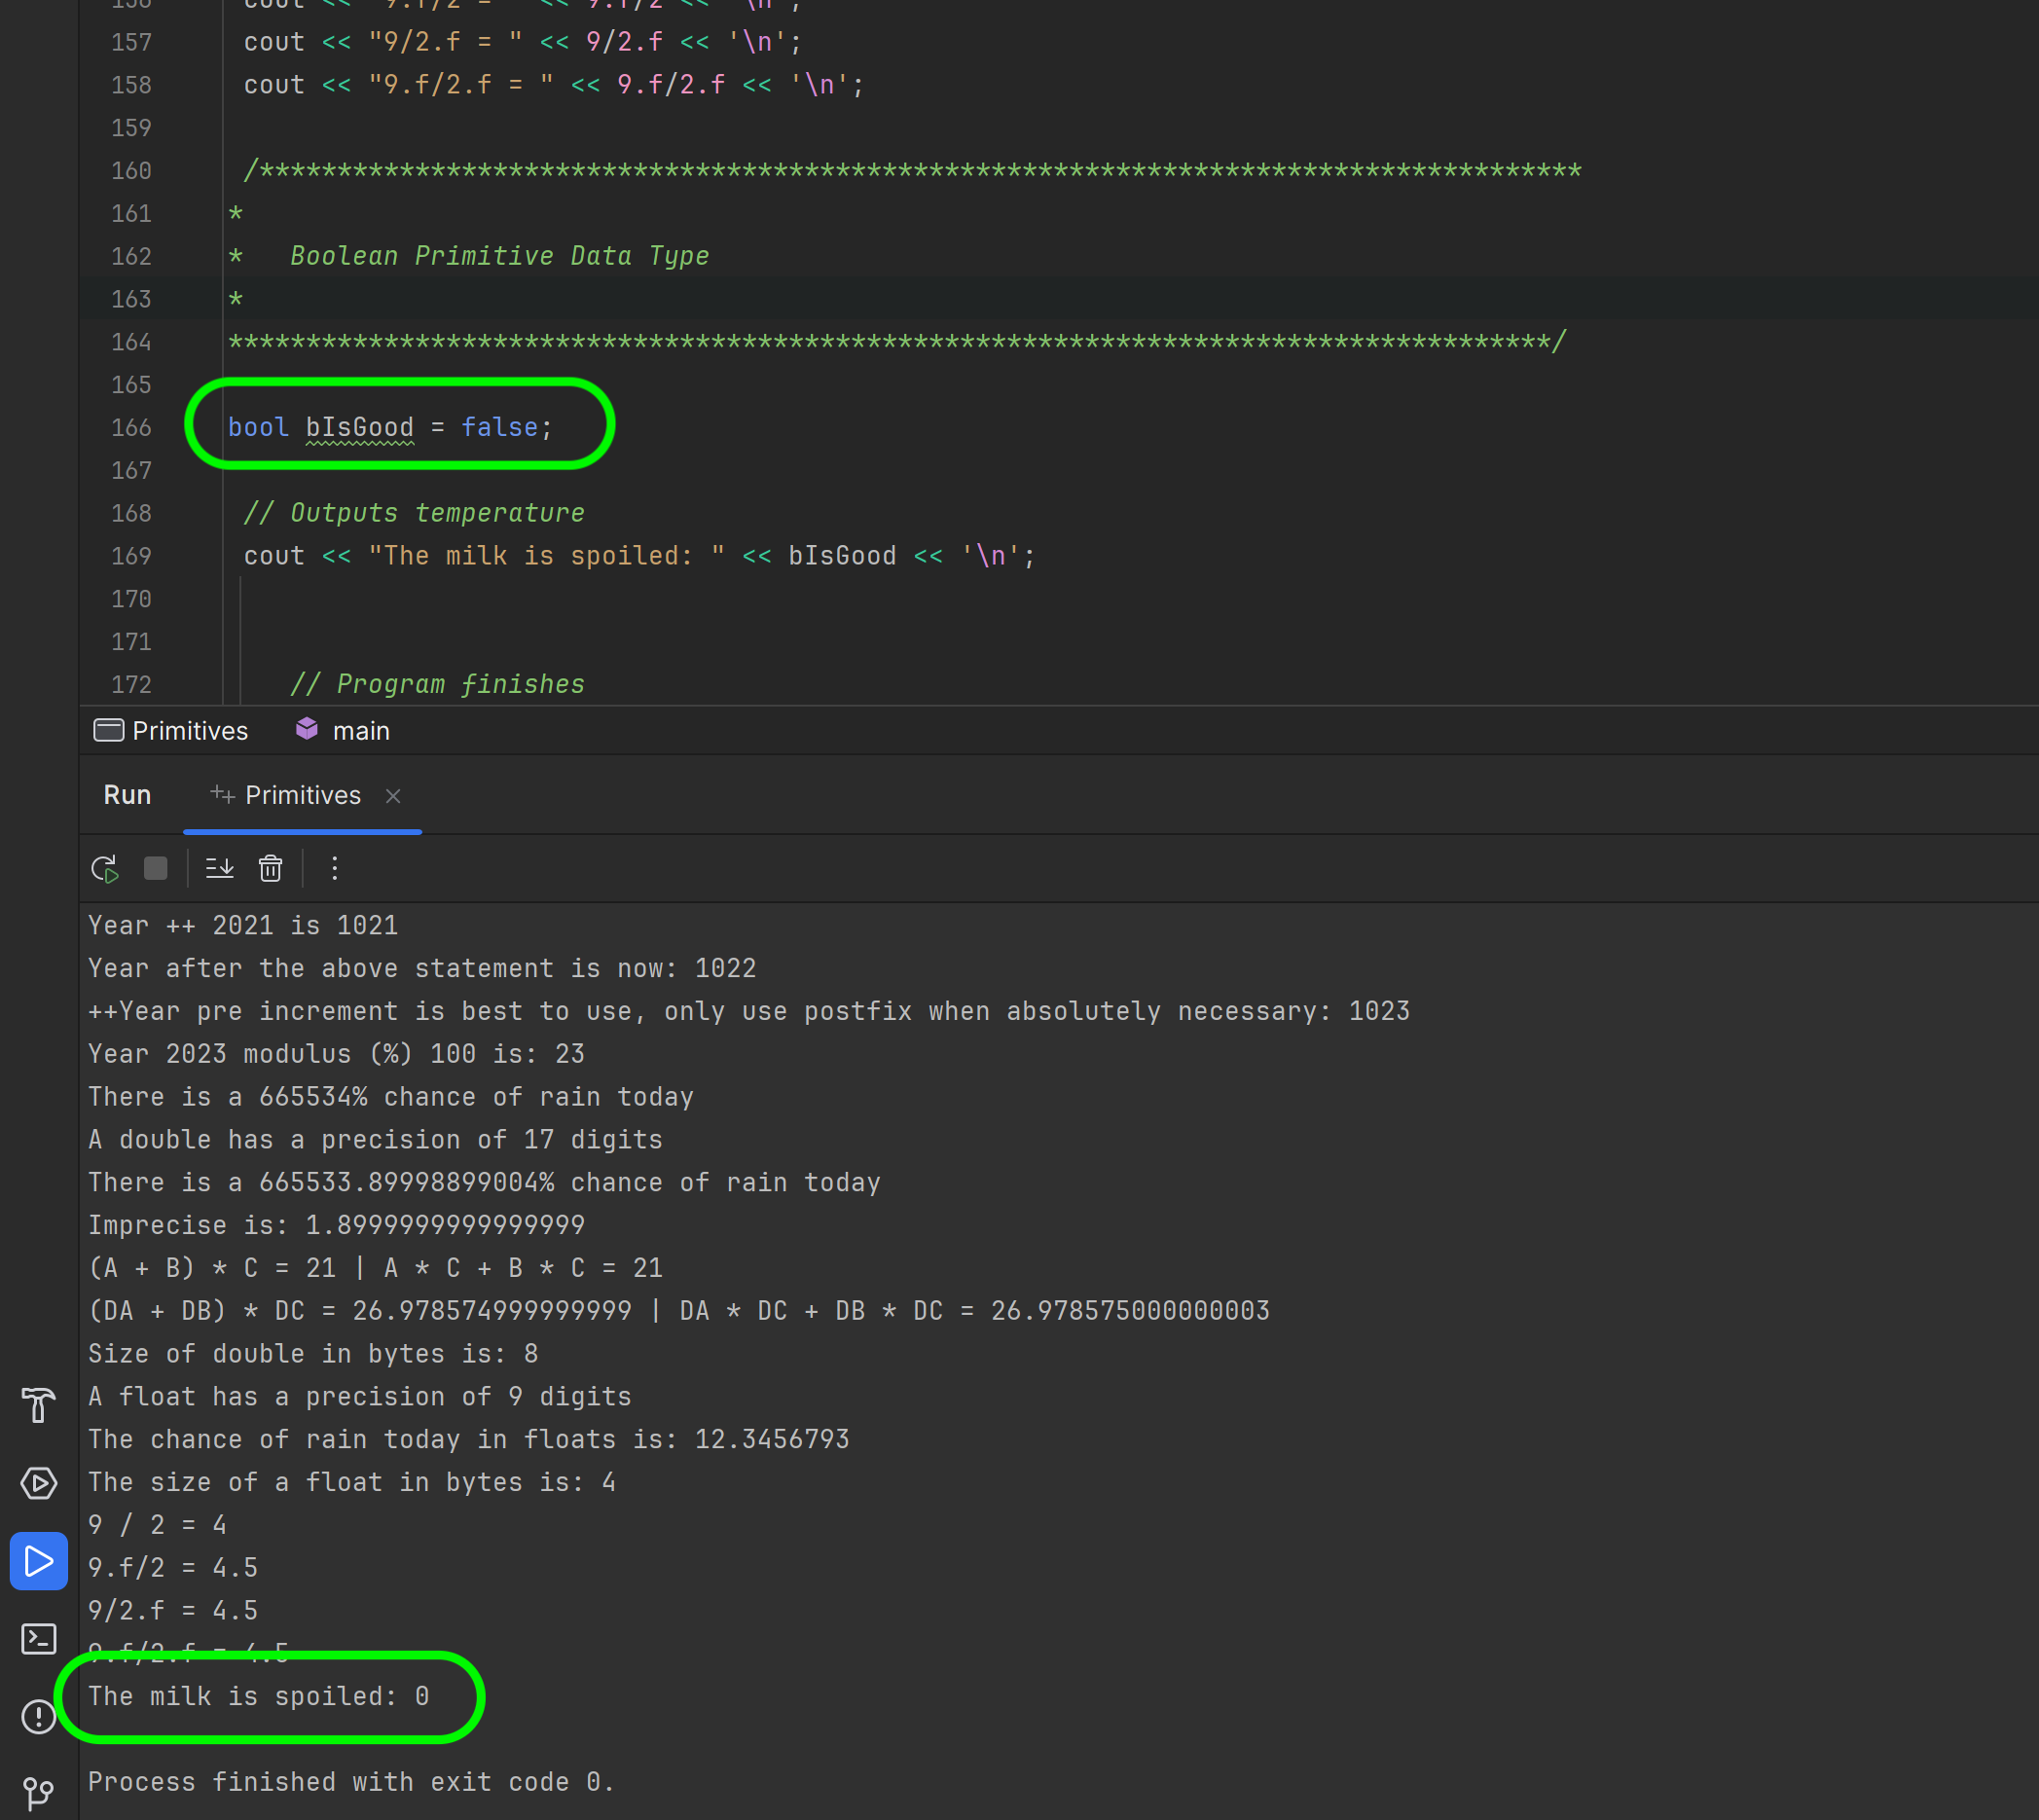 156 cout << "9.f/2 = " << 9.f/2 << '\n';
157 cout << "9/2.f = " << 9/2.f << '\n';
158 cout << "9.f/2.f = " << 9.f/2.f << '\n';
159
160 /*************************************************************************************
161 *
162 * Boolean Primitive Data Type
163 *
164 *************************************************************************************/
165
166 bool bIsGood = false;
167
168 // Outputs temperature
169 cout << "The milk is spoiled: " << bIsGood << '\n';
170
171
172 // Program finishes
Primitives main
Run Primitives
Year ++ 2021 is 1021
Year after the above statement is now: 1022
++Year pre increment is best to use, only use postfix when absolutely necessary: 1023
Year 2023 modulus (%) 100 is: 23
There is a 665534% chance of rain today
A double has a precision of 17 digits
There is a 665533.89998899004% chance of rain today
Imprecise is: 1.8999999999999999
(A + B) * C = 21 | A * C + B * C = 21
(DA + DB) * DC = 26.978574999999999 | DA * DC + DB * DC = 26.978575000000003
Size of double in bytes is: 8
A float has a precision of 9 digits
The chance of rain today in floats is: 12.3456793
The size of a float in bytes is: 4
9 / 2 = 4
9.f/2 = 4.5
9/2.f = 4.5
9.f/2.f = 4.5
The milk is spoiled: 0
Process finished with exit code 0.